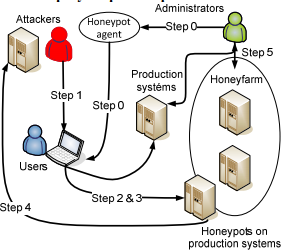 Administrators
Attackers
Honeypot
agent
Step 0
Step 5
Production
systems
Honeyfarm
Step 1
Step 0
Users
Step 2 & 3
Step 4
Honeypots on
production systems